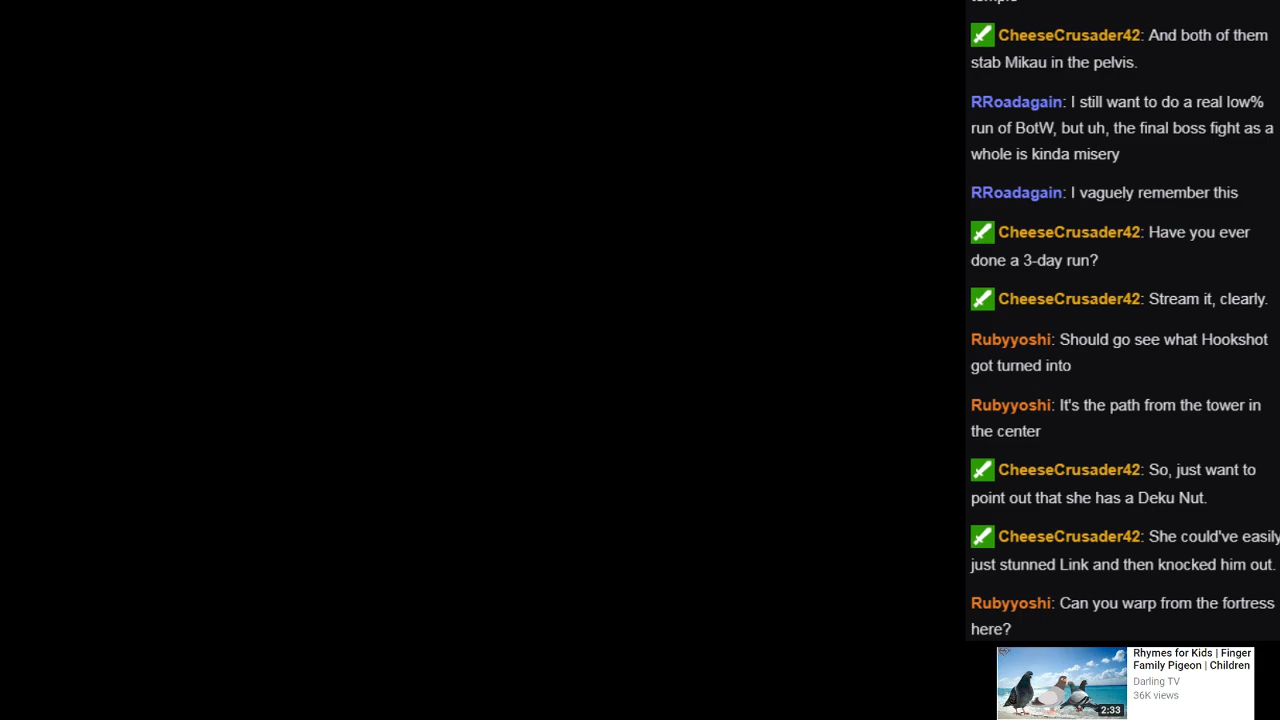 CheeseCrusader42: And both of them
stab Mikau in the pelvis.
RRoadagain: I still want to do a real low%
run of BotW, but uh, the final boss fight as a
whole is kinda misery
RRoadagain: I vaguely remember this
CheeseCrusader42: Have you ever
done a 3-day run?
CheeseCrusader42: Stream it, clearly.
Rubyyoshi: Should go see what Hookshot
got turned into
Rubyyoshi: It's the path from the tower in
the center
CheeseCrusader42: So, just want to
point out that she has a Deku Nut.
CheeseCrusader42: She could've easily
just stunned Link and then knocked him out.
Rubyyoshi: Can you warp from the fortress
here?
Rhymes for Kids | Finger
Family Pigeon | Children
Darling TV
36K views
2:33